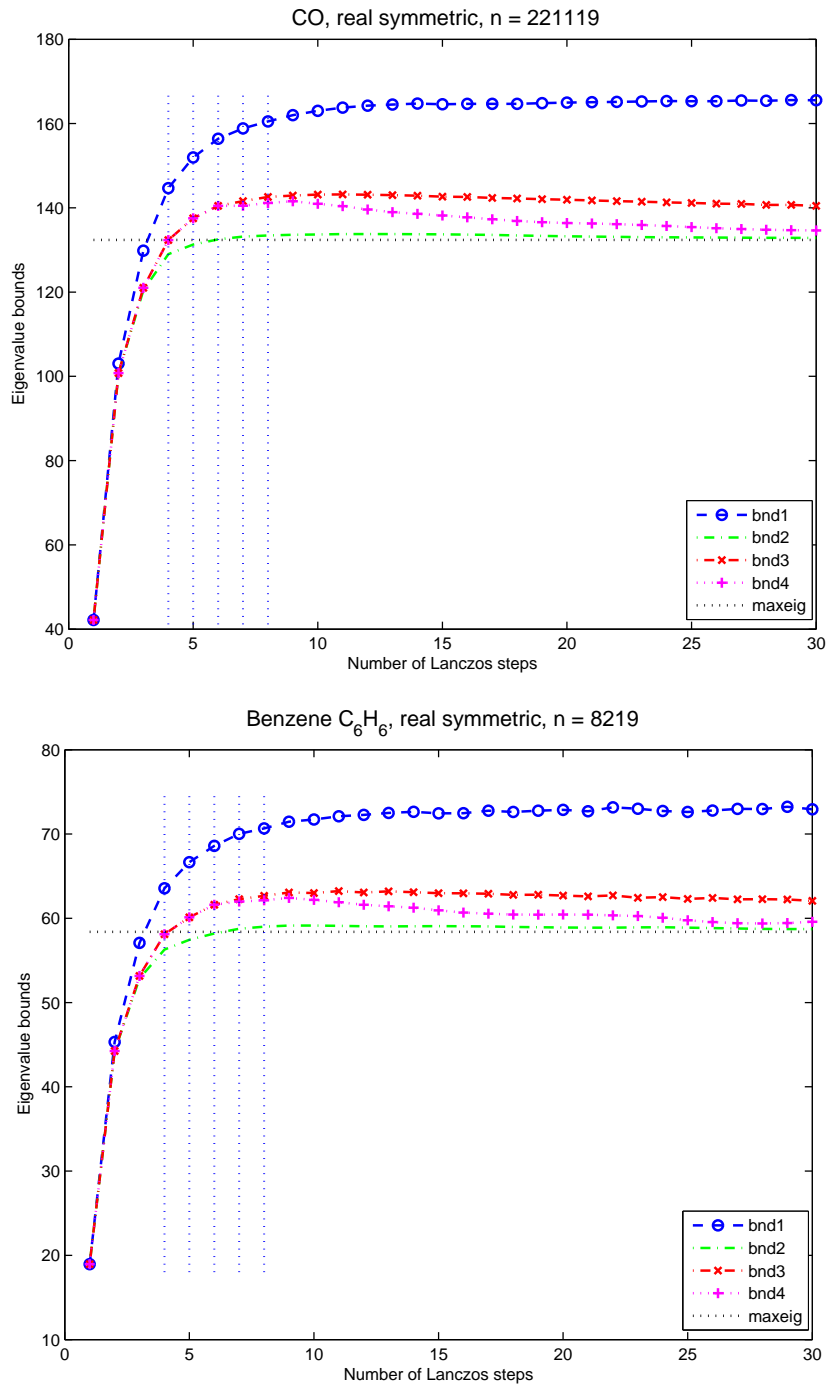 CO, real symmetric, n = 221119
180
160
140
120
100
80
60
40
Eigenvalue bounds
0 5 10 15 20 25 30
Number of Lanczos steps
bnd1
bnd2
bnd3
bnd4
maxeig
Benzene C6H6, real symmetric, n = 8219
80
70
60
50
40
30
20
10
Eigenvalue bounds
0 5 10 15 20 25 30
Number of Lanczos steps
bnd1
bnd2
bnd3
bnd4
maxeig